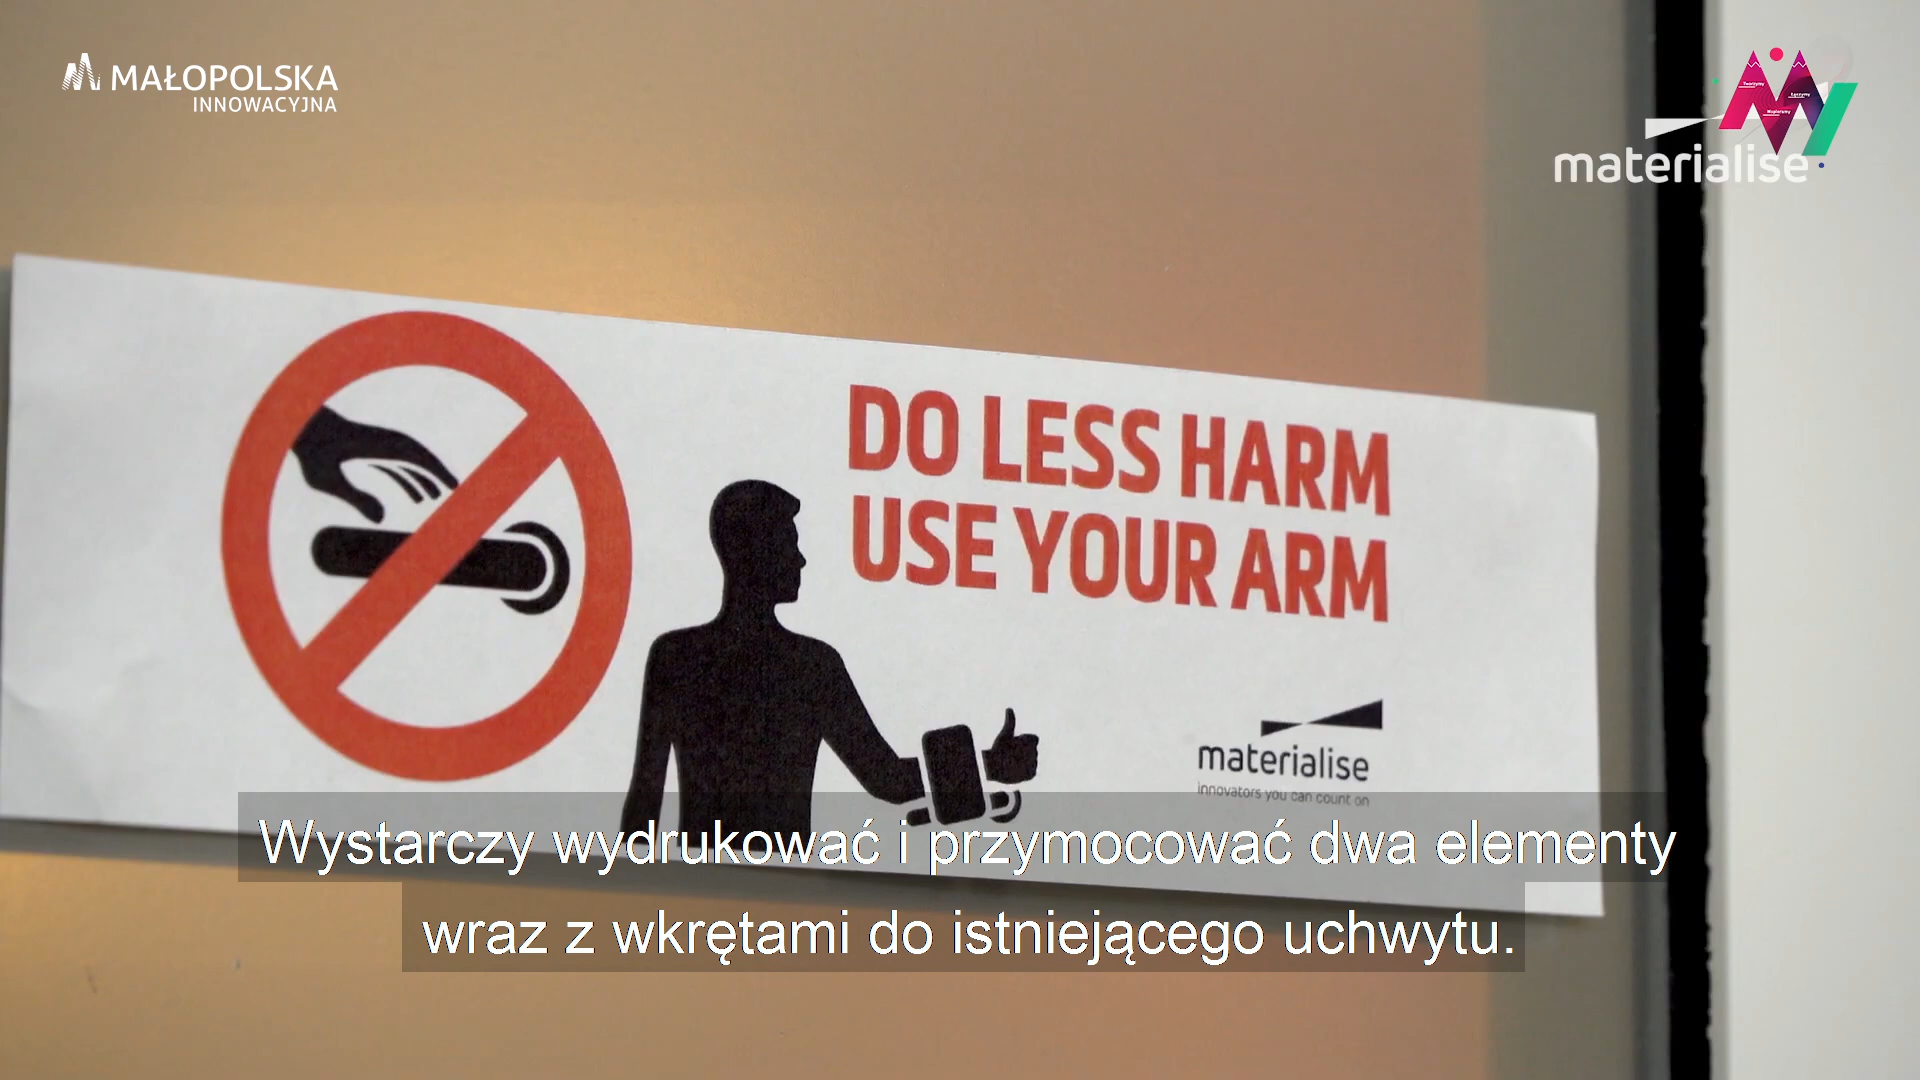 MAŁOPOLSKA
INNOWACYJNA
materialise
DO LESS HARM
USE YOUR ARM
materialise
innovators you can count on
Wystarczy wydrukować i przymocować dwa elementy
wraz z wkrętami do istniejącego uchwytu.